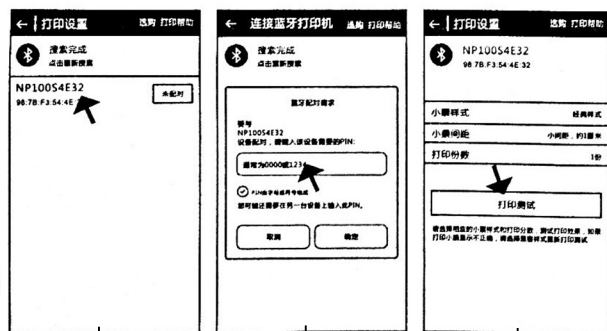 ← 打印设置 选购 打印帮助
搜索完成
点击重新搜索
NP100S4E32
98:7B:F3:54:4E
未配对
← 连接蓝牙打印机 选购 打印帮助
搜索完成
点击重新搜索
蓝牙配对请求
要与
NP100S4E32
设备配对，请键入该设备需要的PIN:
通常为0000或1234
PIN由字母或符号组成
您可能还需要在另一台设备上输入此PIN。
取消 确定
← 打印设置 选购 打印帮助
NP100S4E32
98:7B:F3:54:4E:32
小票样式 经典样式
小票间距 小间距，约1厘米
打印份数 1份
打印测试
请选择相应的小票样式和打印分数，测试打印效果，如果
打印小票显示不正确，请选择兼容样式重新打印测试